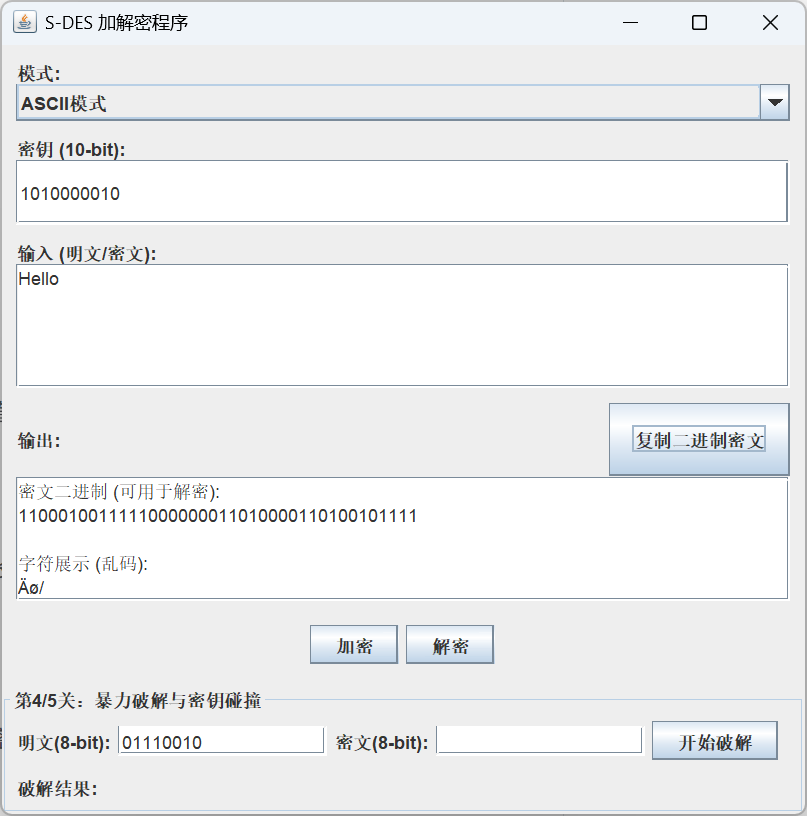 S-DES 加解密程序
模式:
ASCII模式
密钥 (10-bit):
1010000010
输入 (明文/密文):
Hello
复制二进制密文
输出:
密文二进制 (可用于解密):
1100010011111000000011010000110100101111
字符展示 (乱码):
Äø/
加密 解密
第4/5关：暴力破解与密钥碰撞
明文(8-bit): 01110010 密文(8-bit): 开始破解
破解结果: